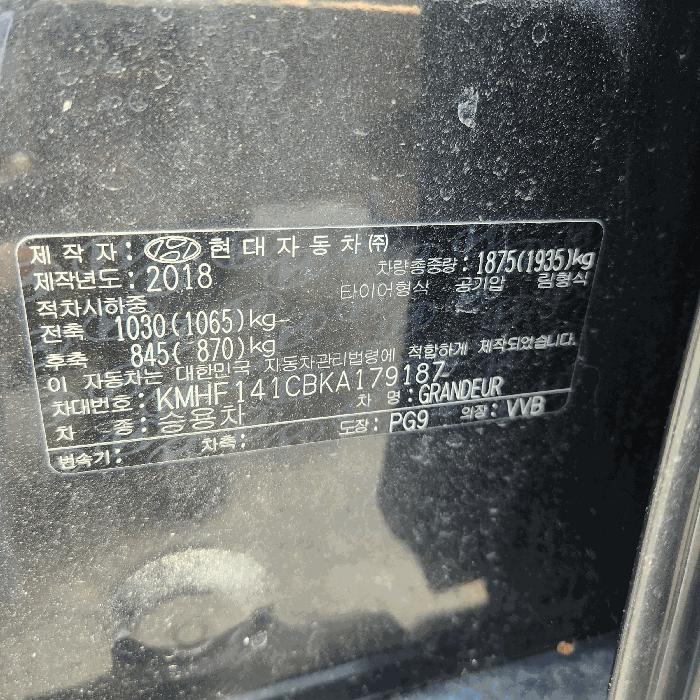 제 작 자 : 현대자동차(주)
제작년도 : 2018 차량총중량 : 1875(1935)kg
적차시하중 타이어형식 공기압 림형식
전축 1030(1065)kg-
후축 845( 870)kg
이 자동차는 대한민국 자동차관리법령에 적합하게 제작되었습니다.
차대번호 : KMHF141CBKA179187
차 종 : 승용차 차 명 : GRANDEUR
변속기 : 차축 : 도장 : PG9 의장 : VVB